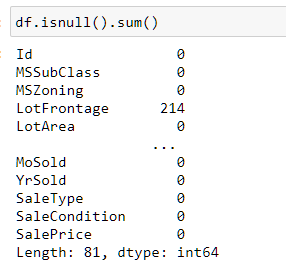 df.isnull().sum()
Id 0
MSSubClass 0
MSZoning 0
LotFrontage 214
LotArea 0
...
MoSold 0
YrSold 0
SaleType 0
SaleCondition 0
SalePrice 0
Length: 81, dtype: int64